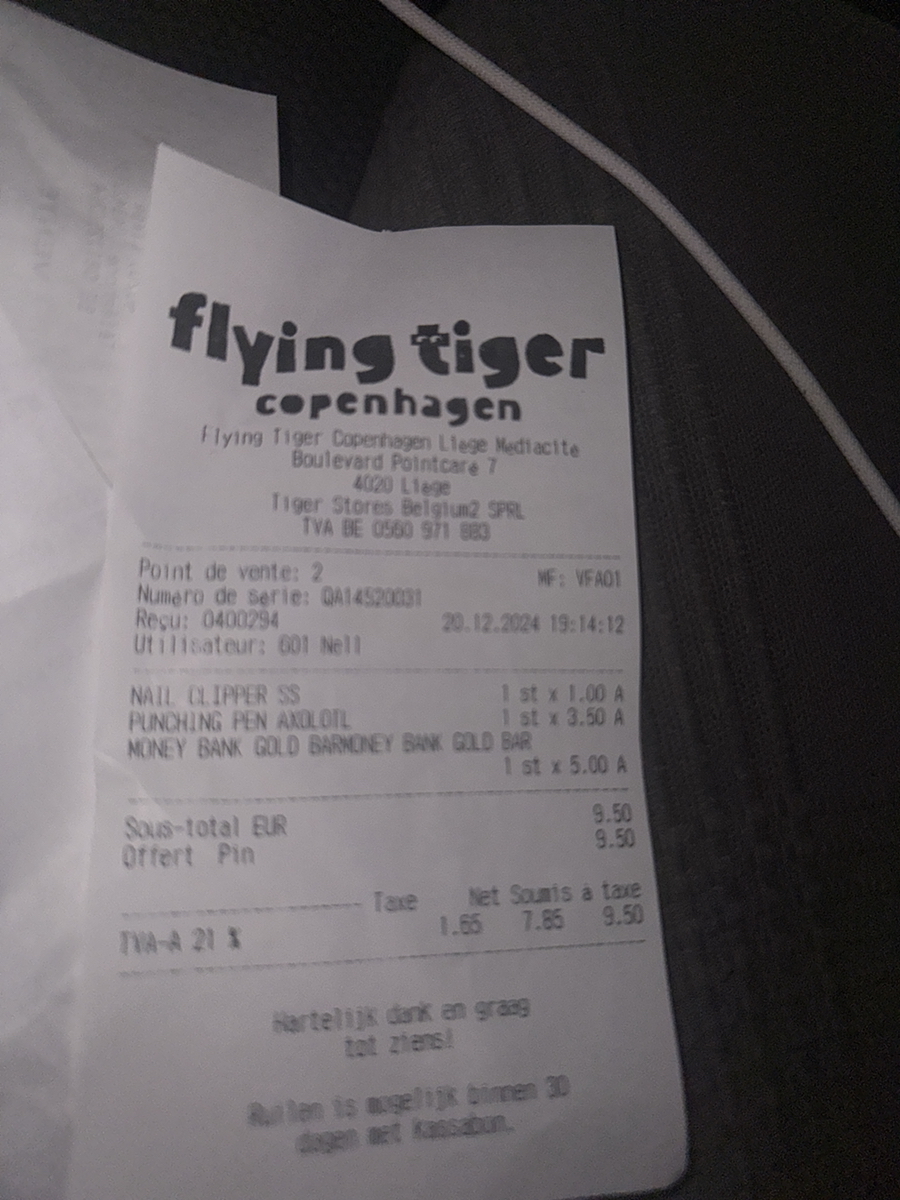 flying tiger
copenhagen
Flying Tiger Copenhagen Liege Mediacite
Boulevard Pointcaré 7
4020 Liege
Tiger Stores Belgium2 SPRL
TVA BE 0560 971 883
Point de vente: 2 MF: VFA01
Numéro de série: QA14520031
Reçu: 0400294 20.12.2024 19:14:12
Utilisateur: 601 Nell
NAIL CLIPPER SS 1 st x 1.00 A
PUNCHING PEN AXOLOTL 1 st x 3.50 A
MONEY BANK GOLD BARMONEY BANK GOLD BAR
1 st x 5.00 A
Sous-total EUR 9.50
Offert Pin 9.50
Taxe Net Soumis à taxe
TVA-A 21 % 1.65 7.85 9.50
Hartelijk dank en graag
tot ziens!
Ruilen is mogelijk binnen 30
dagen met Kassabon.